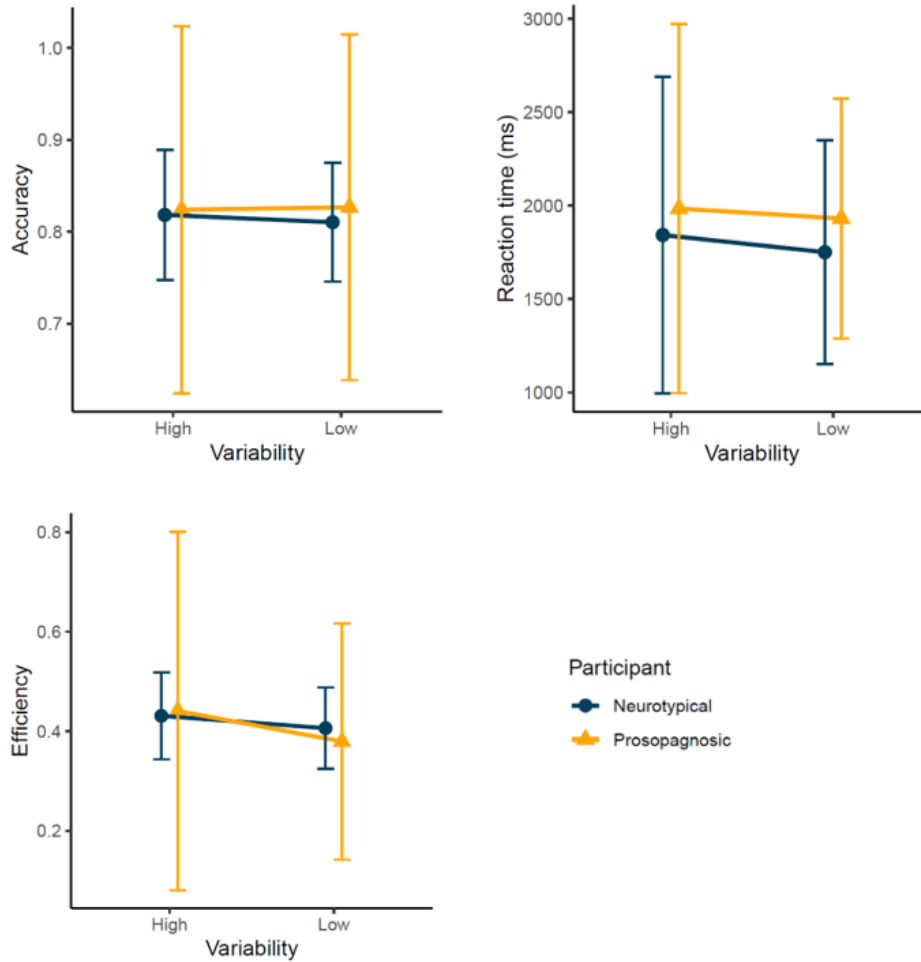 Accuracy
1.0
0.9
0.8
0.7
High
Low
Variability
Reaction time (ms)
3000
2500
2000
1500
1000
High
Low
Variability
Efficiency
0.8
0.6
0.4
0.2
High
Low
Variability
Participant
Neurotypical
Prosopagnosic